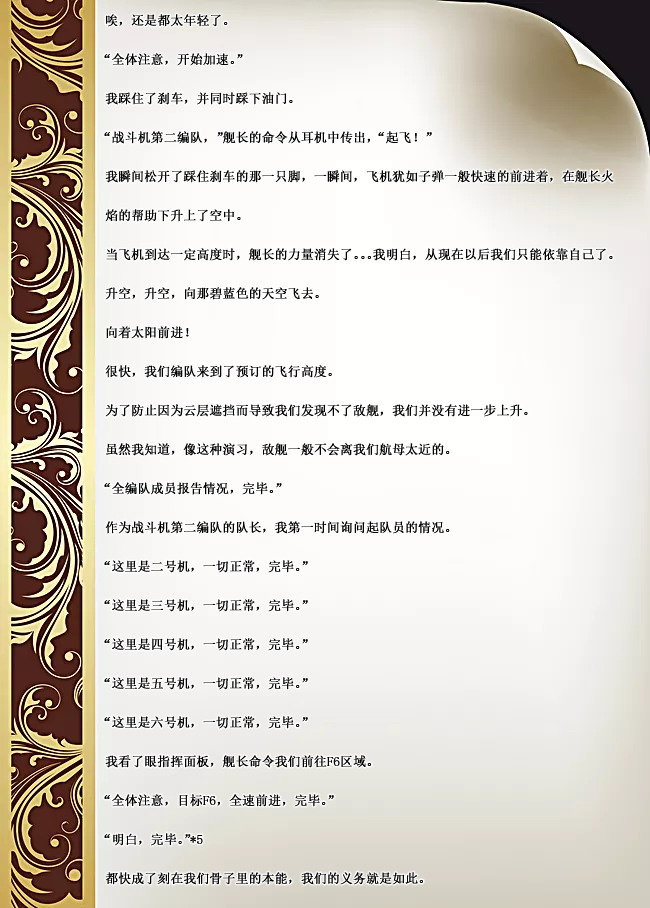 唉，还是都太年轻了。
“全体注意，开始加速。”
我踩住了刹车，并同时踩下油门。
“战斗机第二编队，”舰长的命令从耳机中传出，“起飞！”
我瞬间松开了踩住刹车的那一只脚，一瞬间，飞机犹如子弹一般快速的前进着，在舰长火
焰的帮助下升上了空中。
当飞机到达一定高度时，舰长的力量消失了。。。我明白，从现在以后我们只能依靠自己了。
升空，升空，向那碧蓝色的天空飞去。
向着太阳前进！
很快，我们编队来到了预订的飞行高度。
为了防止因为云层遮挡而导致我们发现不了敌舰，我们并没有进一步上升。
虽然我知道，像这种演习，敌舰一般不会离我们航母太近的。
“全编队成员报告情况，完毕。”
作为战斗机第二编队的队长，我第一时间询问起队员的情况。
“这里是二号机，一切正常，完毕。”
“这里是三号机，一切正常，完毕。”
“这里是四号机，一切正常，完毕。”
“这里是五号机，一切正常，完毕。”
“这里是六号机，一切正常，完毕。”
我看了眼指挥面板，舰长命令我们前往F6区域。
“全体注意，目标F6，全速前进，完毕。”
“明白，完毕。”*5
都快成了刻在我们骨子里的本能，我们的义务就是如此。